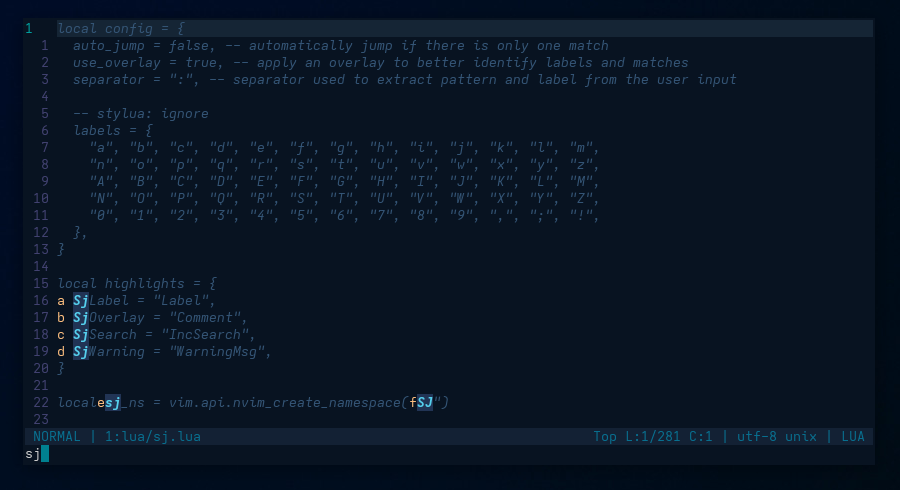 1   local config = {
  1   auto_jump = false, -- automatically jump if there is only one match
  2   use_overlay = true, -- apply an overlay to better identify labels and matches
  3   separator = ":", -- separator used to extract pattern and label from the user input
  4
  5   -- stylua: ignore
  6   labels = {
  7     "a", "b", "c", "d", "e", "f", "g", "h", "i", "j", "k", "l", "m",
  8     "n", "o", "p", "q", "r", "s", "t", "u", "v", "w", "x", "y", "z",
  9     "A", "B", "C", "D", "E", "F", "G", "H", "I", "J", "K", "L", "M",
 10     "N", "O", "P", "Q", "R", "S", "T", "U", "V", "W", "X", "Y", "Z",
 11     "0", "1", "2", "3", "4", "5", "6", "7", "8", "9", ",", ";", "!",
 12   },
 13 }
 14
 15 local highlights = {
 16 a SjLabel = "Label",
 17 b SjOverlay = "Comment",
 18 c SjSearch = "IncSearch",
 19 d SjWarning = "WarningMsg",
 20 }
 21
 22 localesj_ns = vim.api.nvim_create_namespace(fSJ")
 23
NORMAL | 1:lua/sj.lua Top L:1/281 C:1 | utf-8 unix | LUA
sj